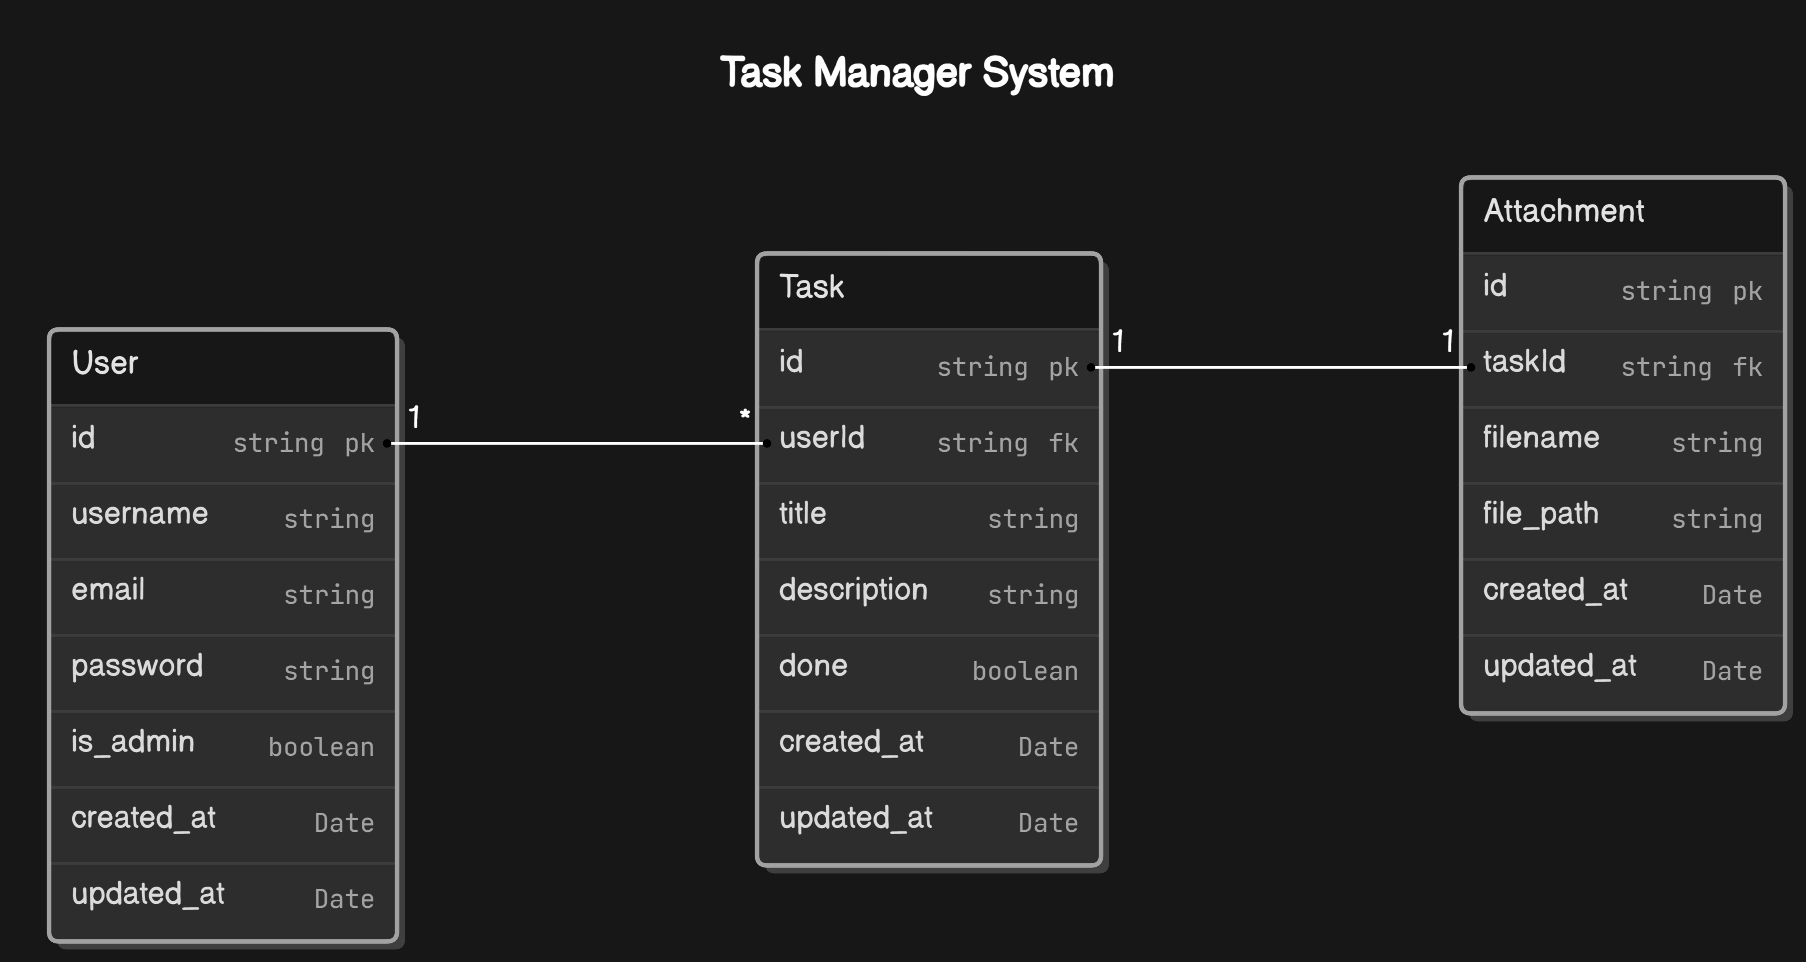 Task Manager System
User
id string pk
username string
email string
password string
is_admin boolean
created_at Date
updated_at Date
1 *
Task
id string pk
userId string fk
title string
description string
done boolean
created_at Date
updated_at Date
1 1
Attachment
id string pk
taskId string fk
filename string
file_path string
created_at Date
updated_at Date